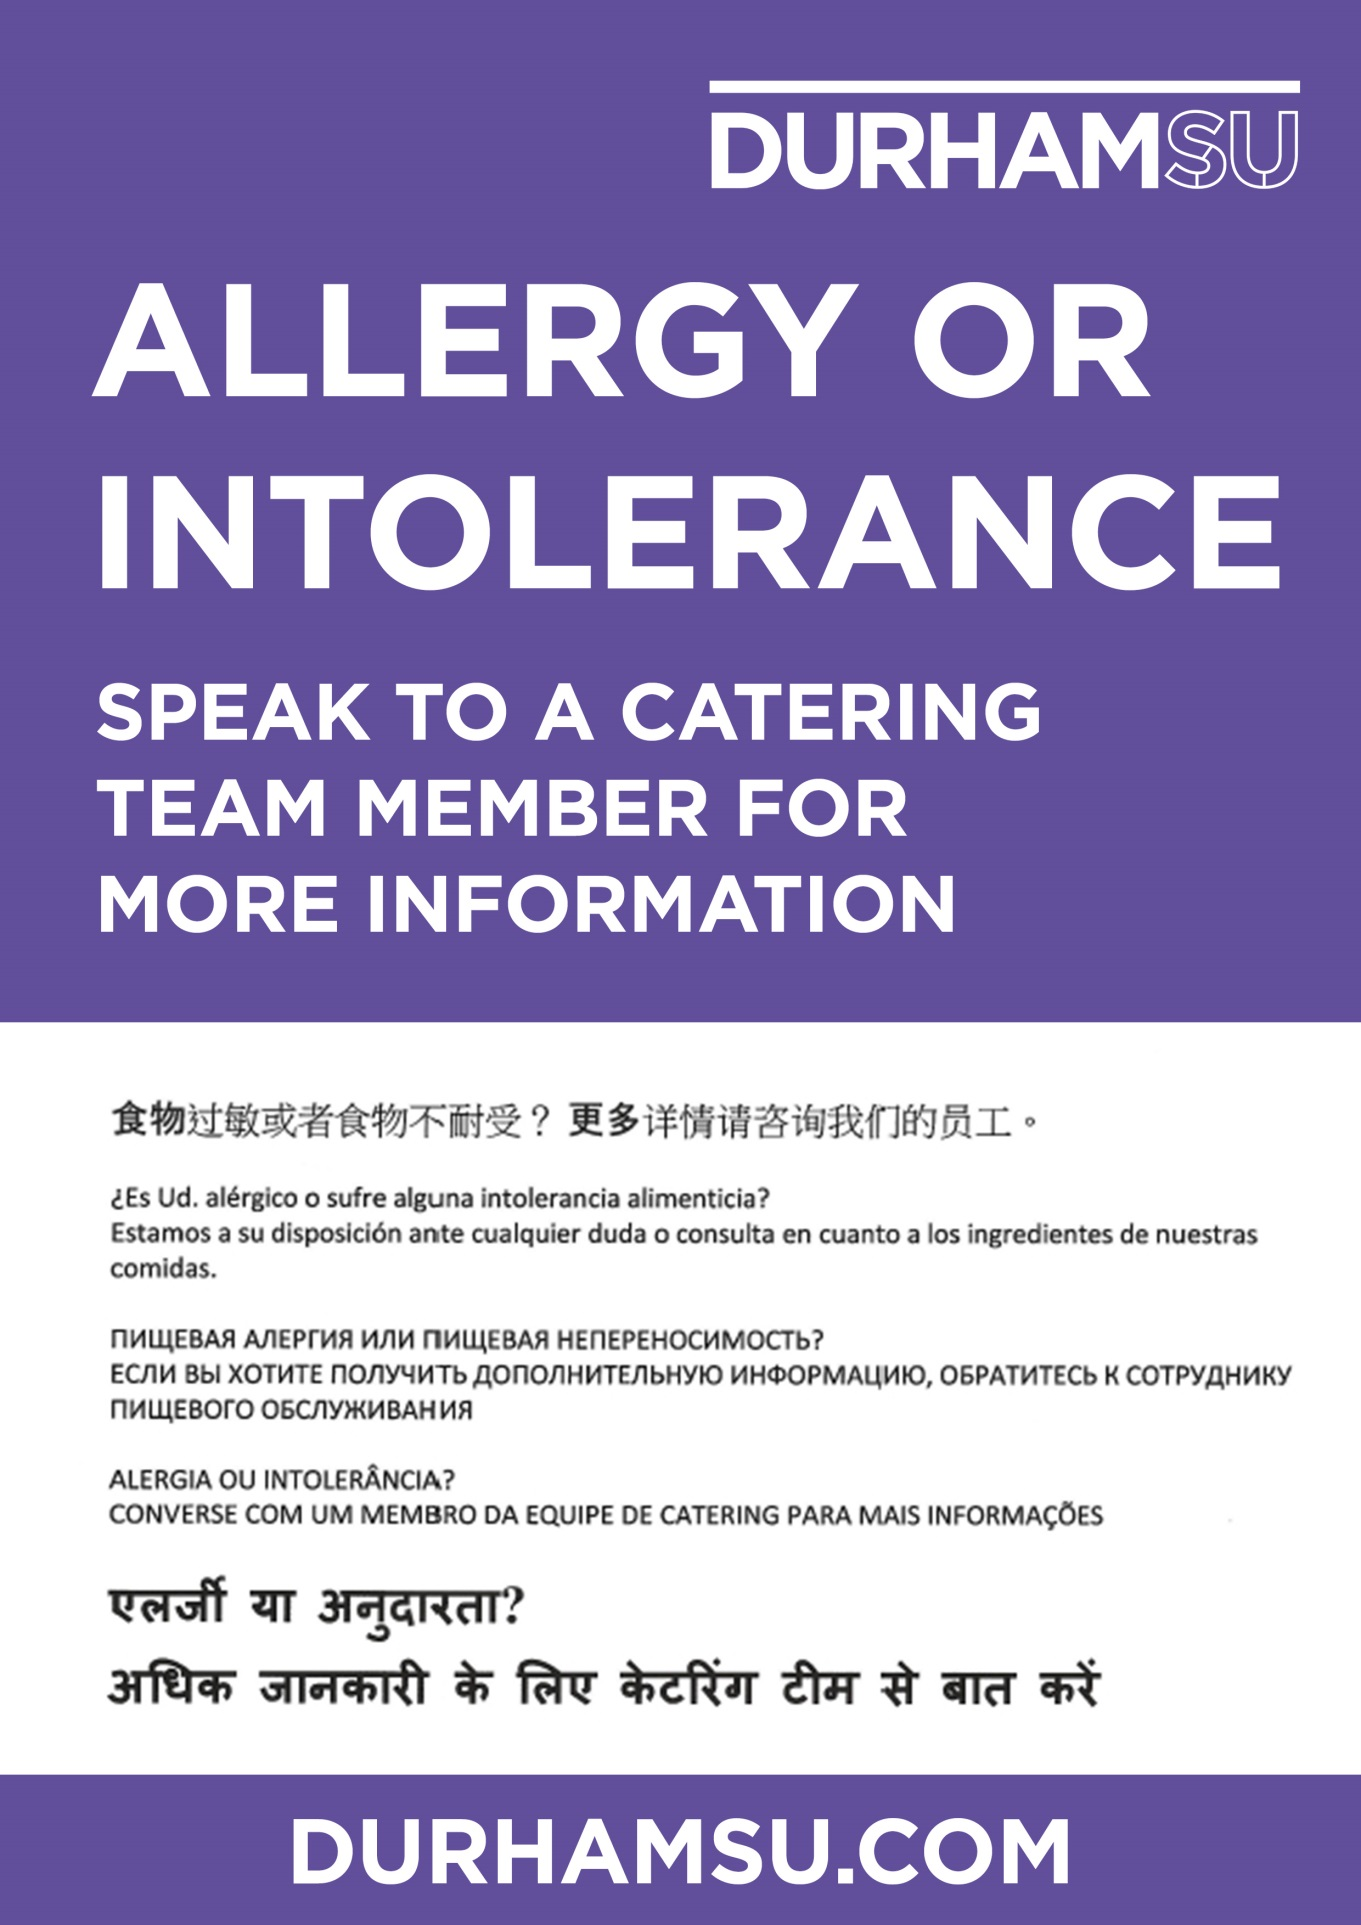 DURHAMSU
ALLERGY OR
INTOLERANCE
SPEAK TO A CATERING
TEAM MEMBER FOR
MORE INFORMATION
食物过敏或者食物不耐受？更多详情请咨询我们的员工。
¿Es Ud. alérgico o sufre alguna intolerancia alimenticia?
Estamos a su disposición ante cualquier duda o consulta en cuanto a los ingredientes de nuestras
comidas.
ПИЩЕВАЯ АЛЕРГИЯ ИЛИ ПИЩЕВАЯ НЕПЕРЕНОСИМОСТЬ?
ЕСЛИ ВЫ ХОТИТЕ ПОЛУЧИТЬ ДОПОЛНИТЕЛЬНУЮ ИНФОРМАЦИЮ, ОБРАТИТЕСЬ К СОТРУДНИКУ
ПИЩЕВОГО ОБСЛУЖИВАНИЯ
ALERGIA OU INTOLERÂNCIA?
CONVERSE COM UM MEMBRO DA EQUIPE DE CATERING PARA MAIS INFORMAÇÕES
एलर्जी या अनुदारता?
अधिक जानकारी के लिए केटरिंग टीम से बात करें
DURHAMSU.COM